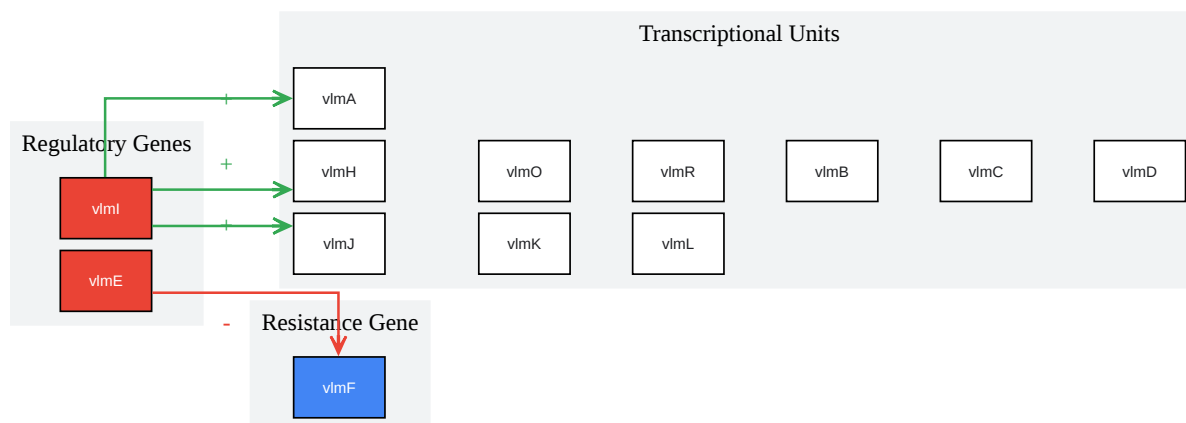 Transcriptional Units
vlmA
+
Regulatory Genes
+
vlmH
vlmO
vlmR
vlmB
vlmC
vlmD
vlmI
+
vlmJ
vlmK
vlmL
vlmE
-
Resistance Gene
vlmF